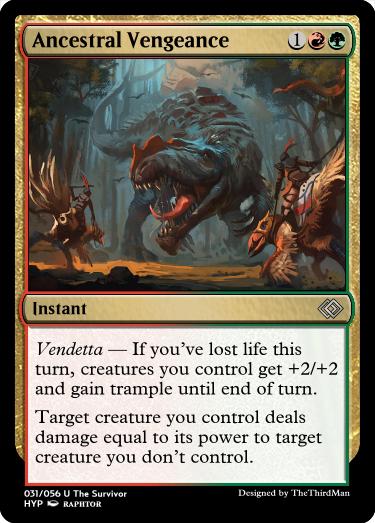 Ancestral Vengeance 1
Instant
Vendetta — If you've lost life this
turn, creatures you control get +2/+2
and gain trample until end of turn.
Target creature you control deals
damage equal to its power to target
creature you don't control.
031/056 U The Survivor
Designed by TheThirdMan
HYP RAPHTOR